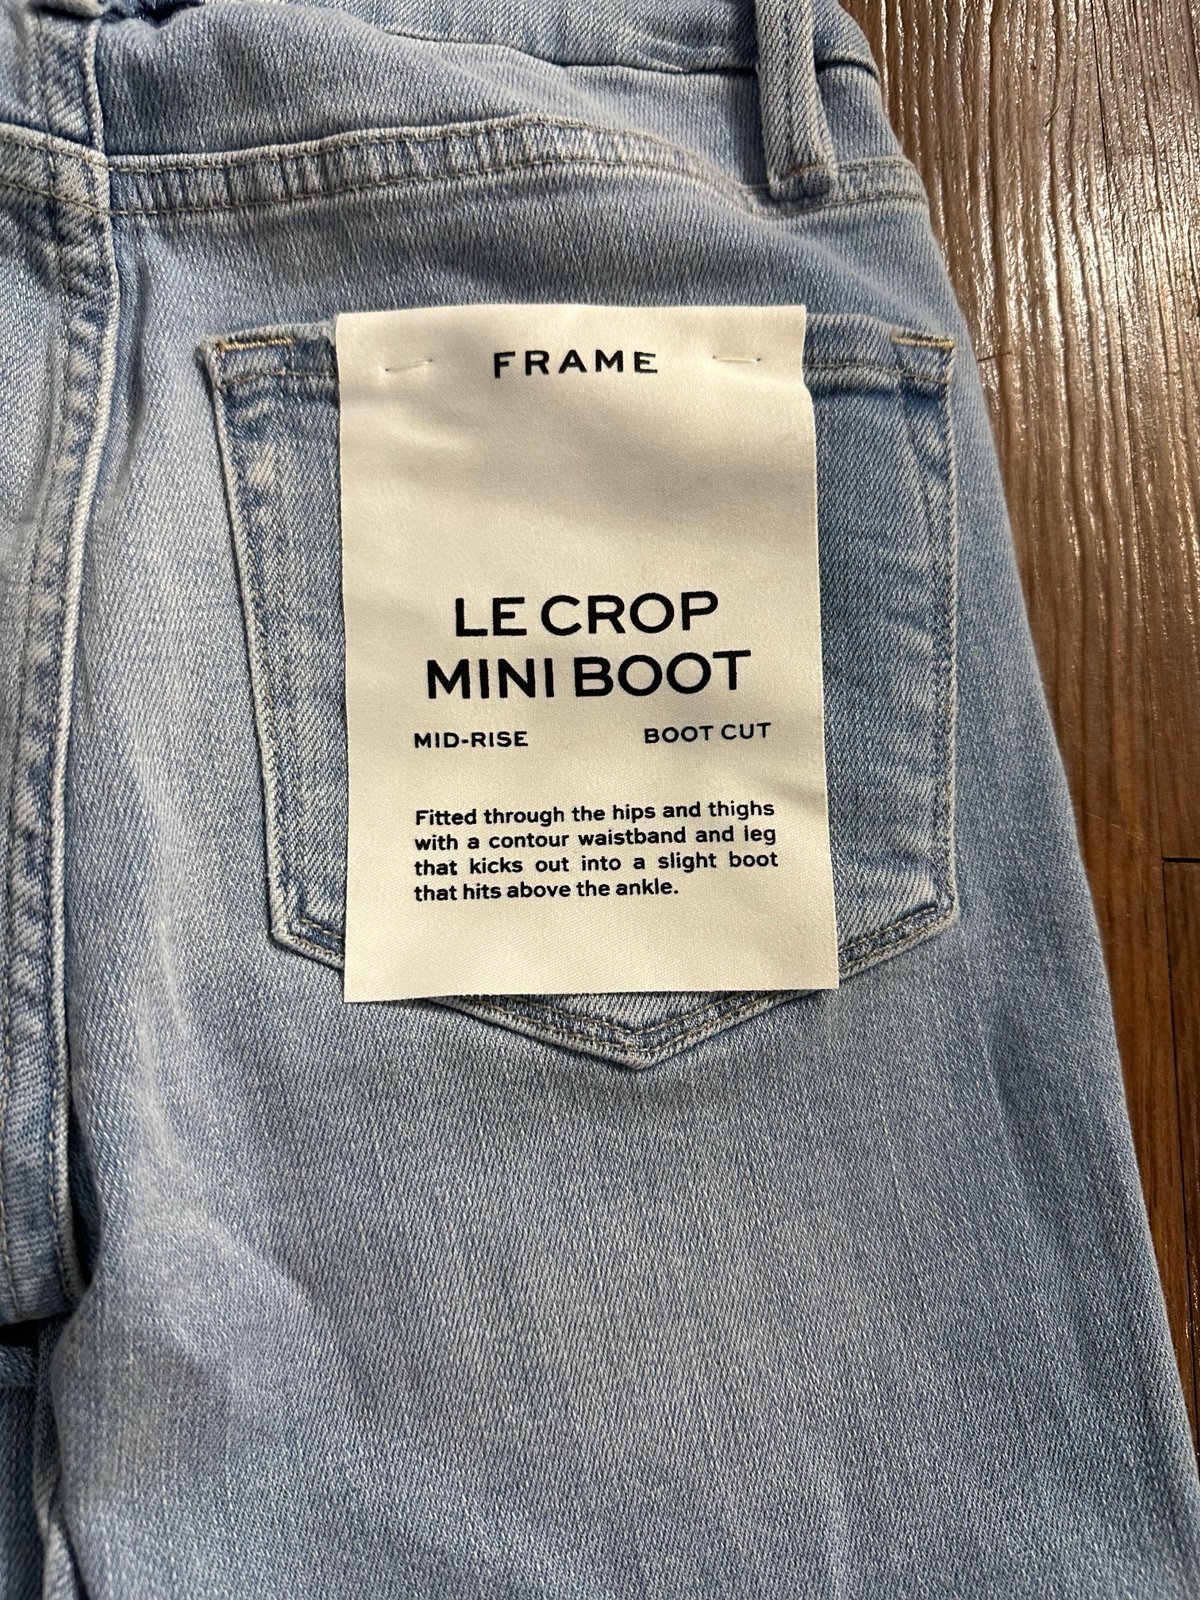 FRAME
LE CROP
MINI BOOT
MID-RISE BOOT CUT
Fitted through the hips and thighs
with a contour waistband and leg
that kicks out into a slight boot
that hits above the ankle.